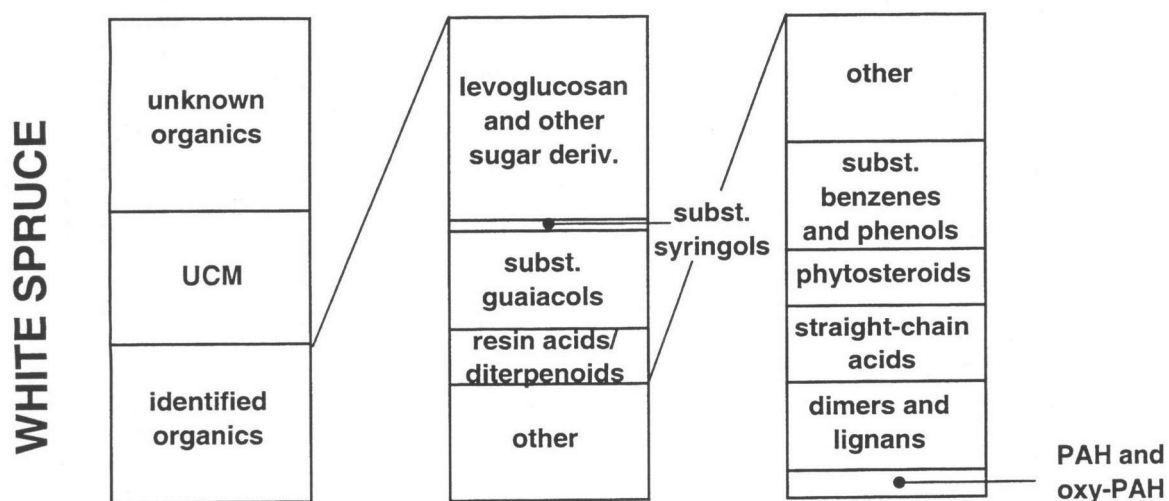 WHITE SPRUCE
unknown
organics
UCM
identified
organics
levoglucosan
and other
sugar deriv.
subst.
syringols
subst.
guaiacols
resin acids/
diterpenoids
other
other
subst.
benzenes
and phenols
phytosteroids
straight-chain
acids
dimers and
lignans
PAH and
oxy-PAH